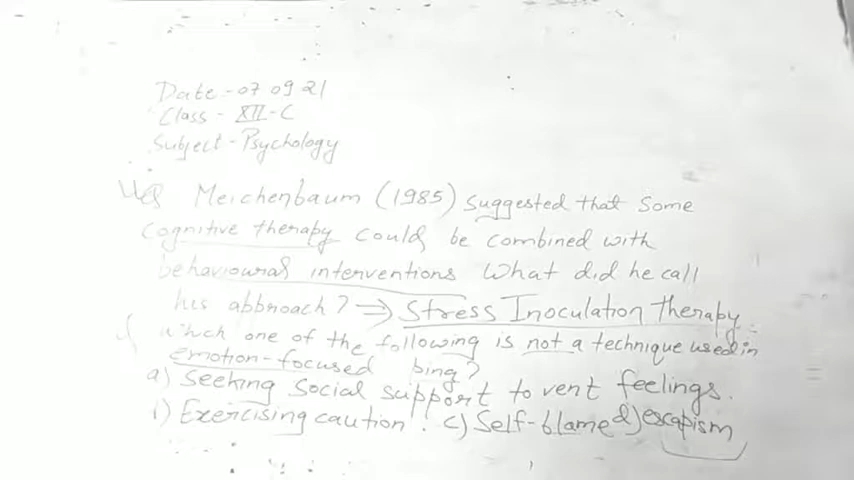 Date - 07 09 21
Class - XII - C
Subject - Psychology
Meichenbaum (1985) suggested that some
cognitive therapy could be combined with
behavioural interventions What did he call
his approach? ⇒ Stress Inoculation therapy
which one of the following is not a technique used in
emotion-focused bing?
a) Seeking Social support to vent feelings.
Exercising caution. c) Self-blame d) escapism